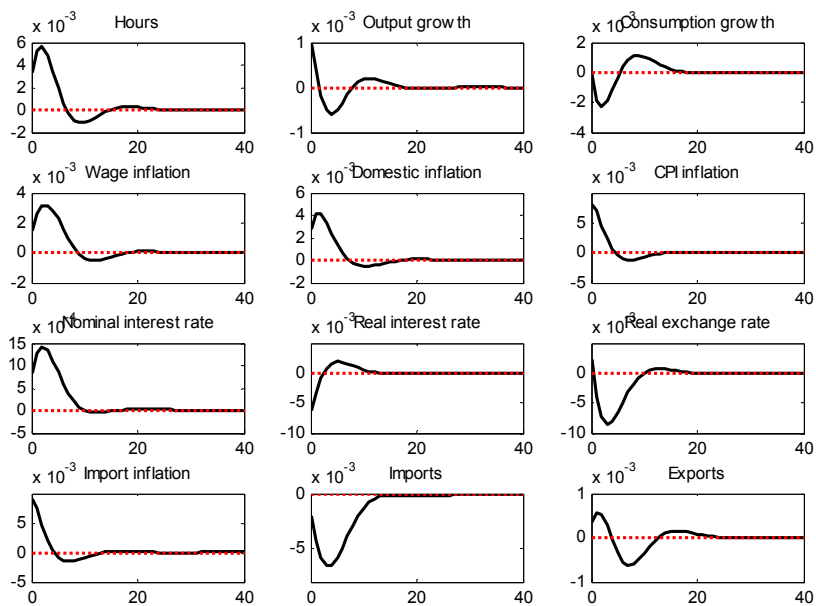 x 10^-3 Hours
6
4
2
0
-2
0 20 40
x 10^-3 Output growth
1
0
-1
0 20 40
x 10^-3 Consumption growth
2
0
-2
-4
0 20 40
x 10^-3 Wage inflation
4
2
0
-2
0 20 40
x 10^-3 Domestic inflation
6
4
2
0
-2
0 20 40
x 10^-3 CPI inflation
5
0
-5
0 20 40
x 10^-4 Nominal interest rate
15
10
5
0
-5
0 20 40
x 10^-3 Real interest rate
0
-5
-10
0 20 40
x 10^-3 Real exchange rate
0
-5
-10
0 20 40
x 10^-3 Import inflation
5
0
-5
0 20 40
x 10^-3 Imports
0
-5
0 20 40
x 10^-3 Exports
1
0
-1
0 20 40